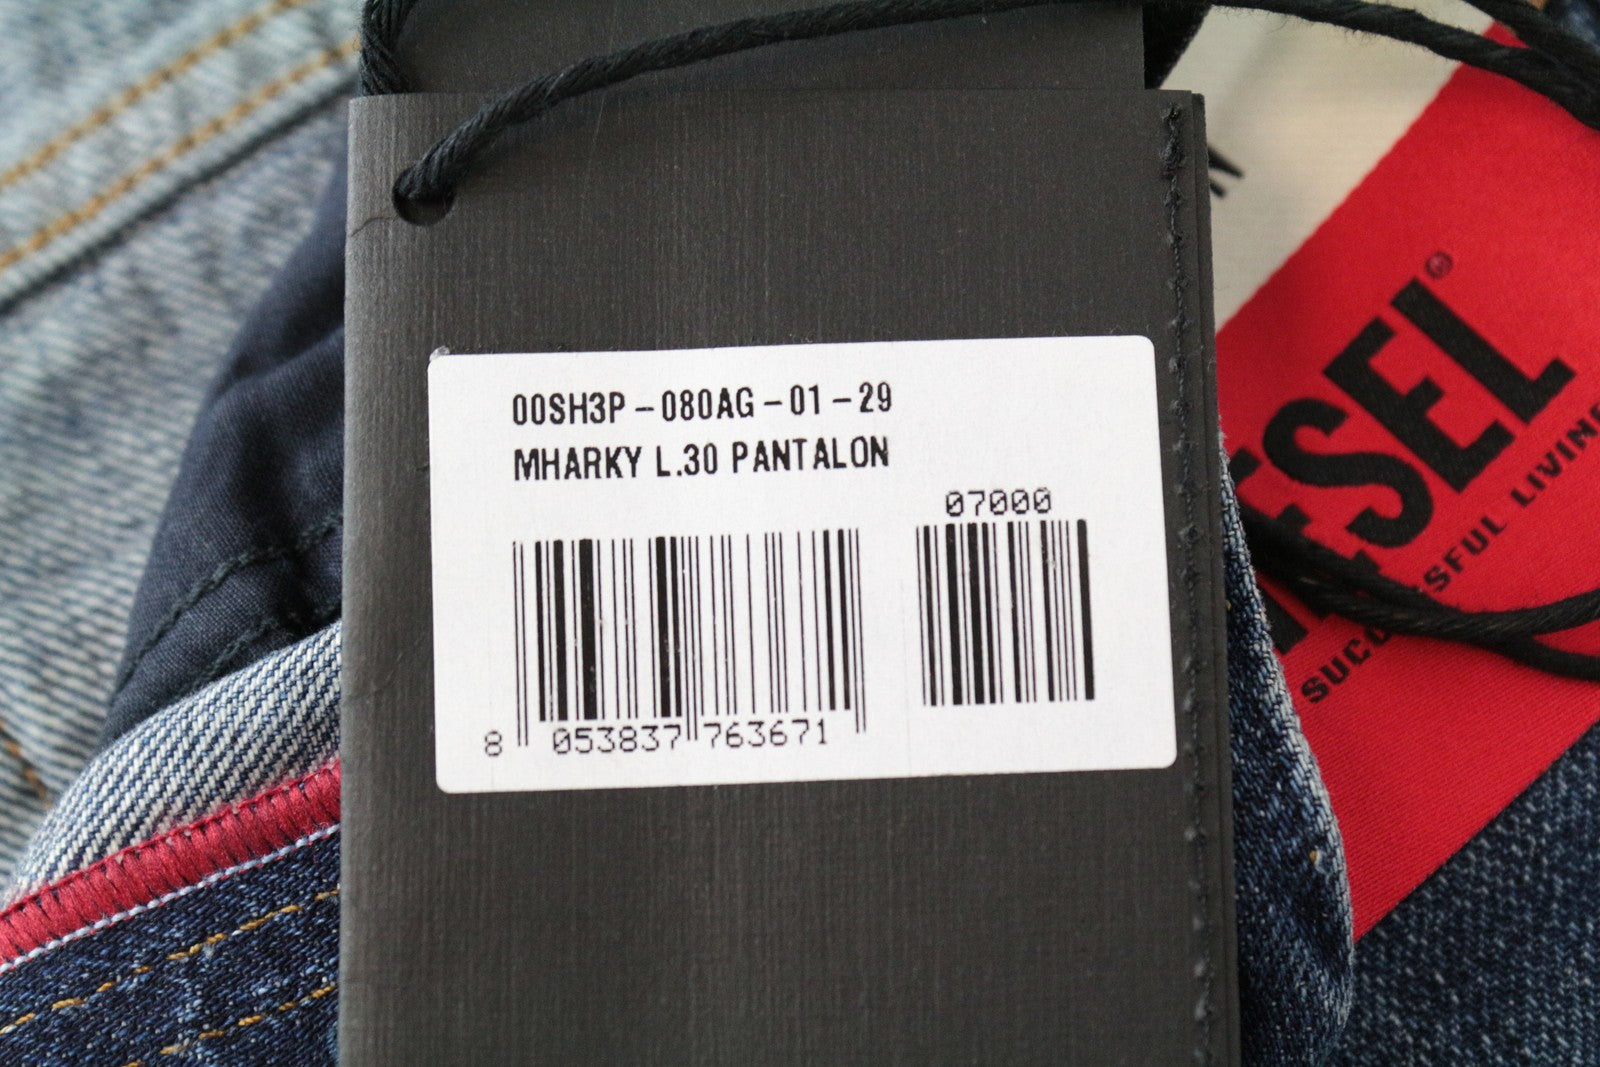 00SH3P-080AG-01-29
MHARKY L.30 PANTALON
07000
8 053837 763671
ESEL®
SUCC SSFUL LIVIN